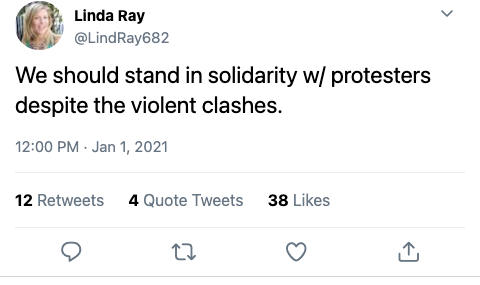 Linda Ray
@LindRay682
We should stand in solidarity w/ protesters
despite the violent clashes.
12:00 PM · Jan 1, 2021
12 Retweets 4 Quote Tweets 38 Likes